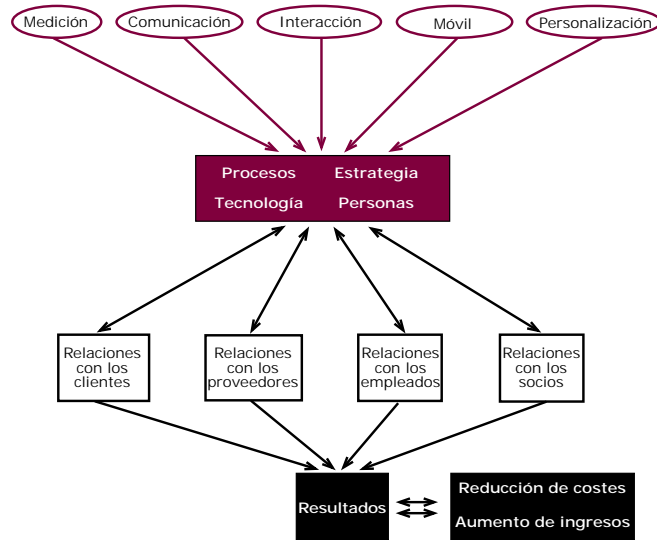 Medición
Comunicación
Interacción
Móvil
Personalización
Procesos
Estrategia
Tecnología
Personas
Relaciones
con los
clientes
Relaciones
con los
proveedores
Relaciones
con los
empleados
Relaciones
con los
socios
Resultados
Reducción de costes
Aumento de ingresos